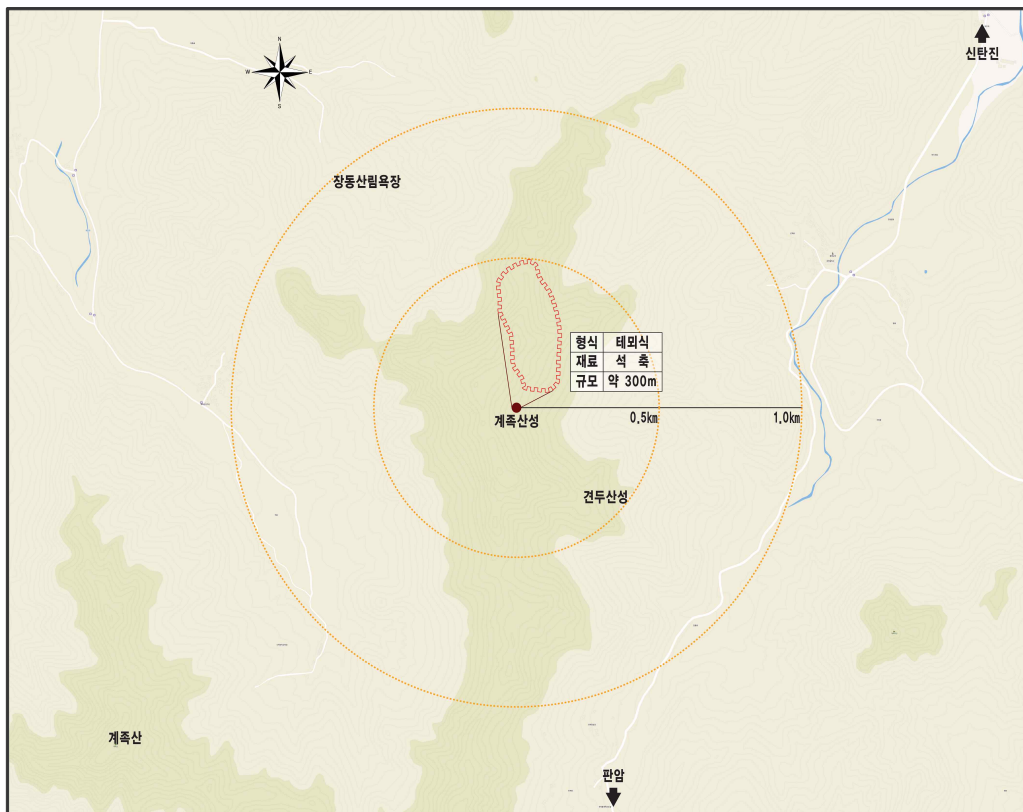 신탄진
N
W E
S
장동산림욕장
형식 테뫼식
재료 석 축
규모 약 300m
계족산성
0.5km
1.0km
견두산성
계족산
판암